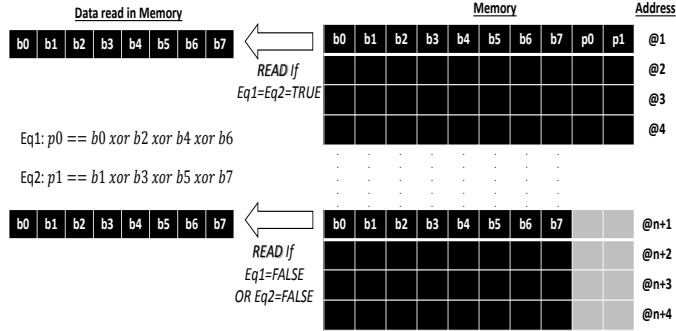 Data read in Memory
Memory
Address
b0 b1 b2 b3 b4 b5 b6 b7
b0 b1 b2 b3 b4 b5 b6 b7 p0 p1
@1
READ If
Eq1=Eq2=TRUE
@2
@3
@4
Eq1: p0 == b0 xor b2 xor b4 xor b6
Eq2: p1 == b1 xor b3 xor b5 xor b7
b0 b1 b2 b3 b4 b5 b6 b7
b0 b1 b2 b3 b4 b5 b6 b7
@n+1
READ If
Eq1=FALSE
OR Eq2=FALSE
@n+2
@n+3
@n+4